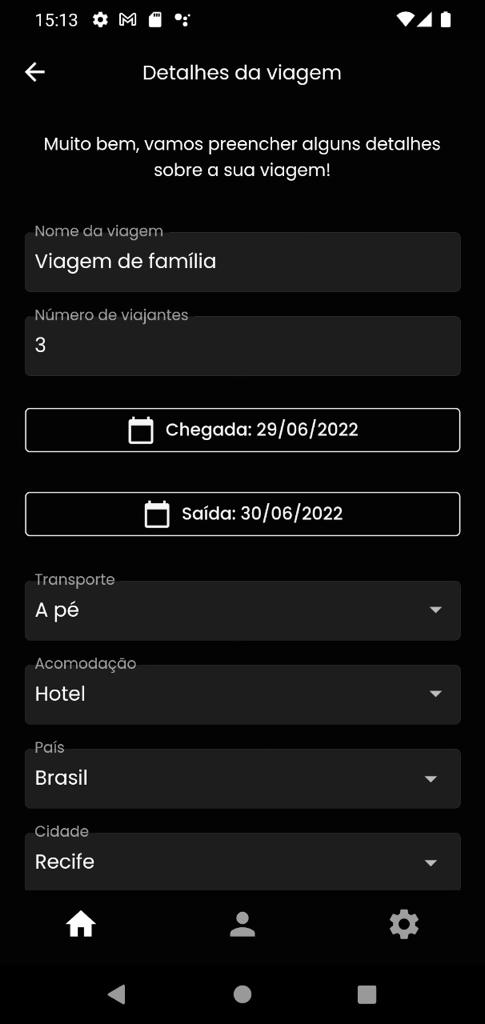 15:13
Detalhes da viagem
Muito bem, vamos preencher alguns detalhes
sobre a sua viagem!
Nome da viagem
Viagem de família
Número de viajantes
3
Chegada: 29/06/2022
Saída: 30/06/2022
Transporte
A pé
Acomodação
Hotel
País
Brasil
Cidade
Recife